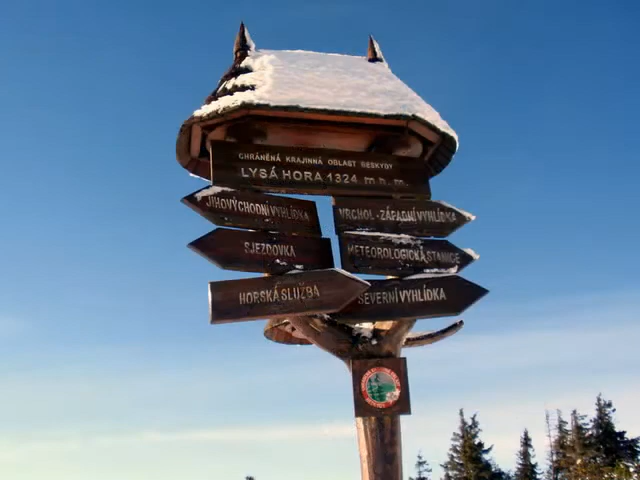 CHRÁNĚNÁ KRAJINNÁ OBLAST BESKYDY
LYSÁ HORA 1324 m n. m.
JIHOVÝCHODNÍ VYHLÍDKA
VRCHOL - ZÁPADNÍ VYHLÍDKA
SJEZDOVKA
METEOROLOGICKÁ STANICE
HORSKÁ SLUŽBA
SEVERNÍ VYHLÍDKA